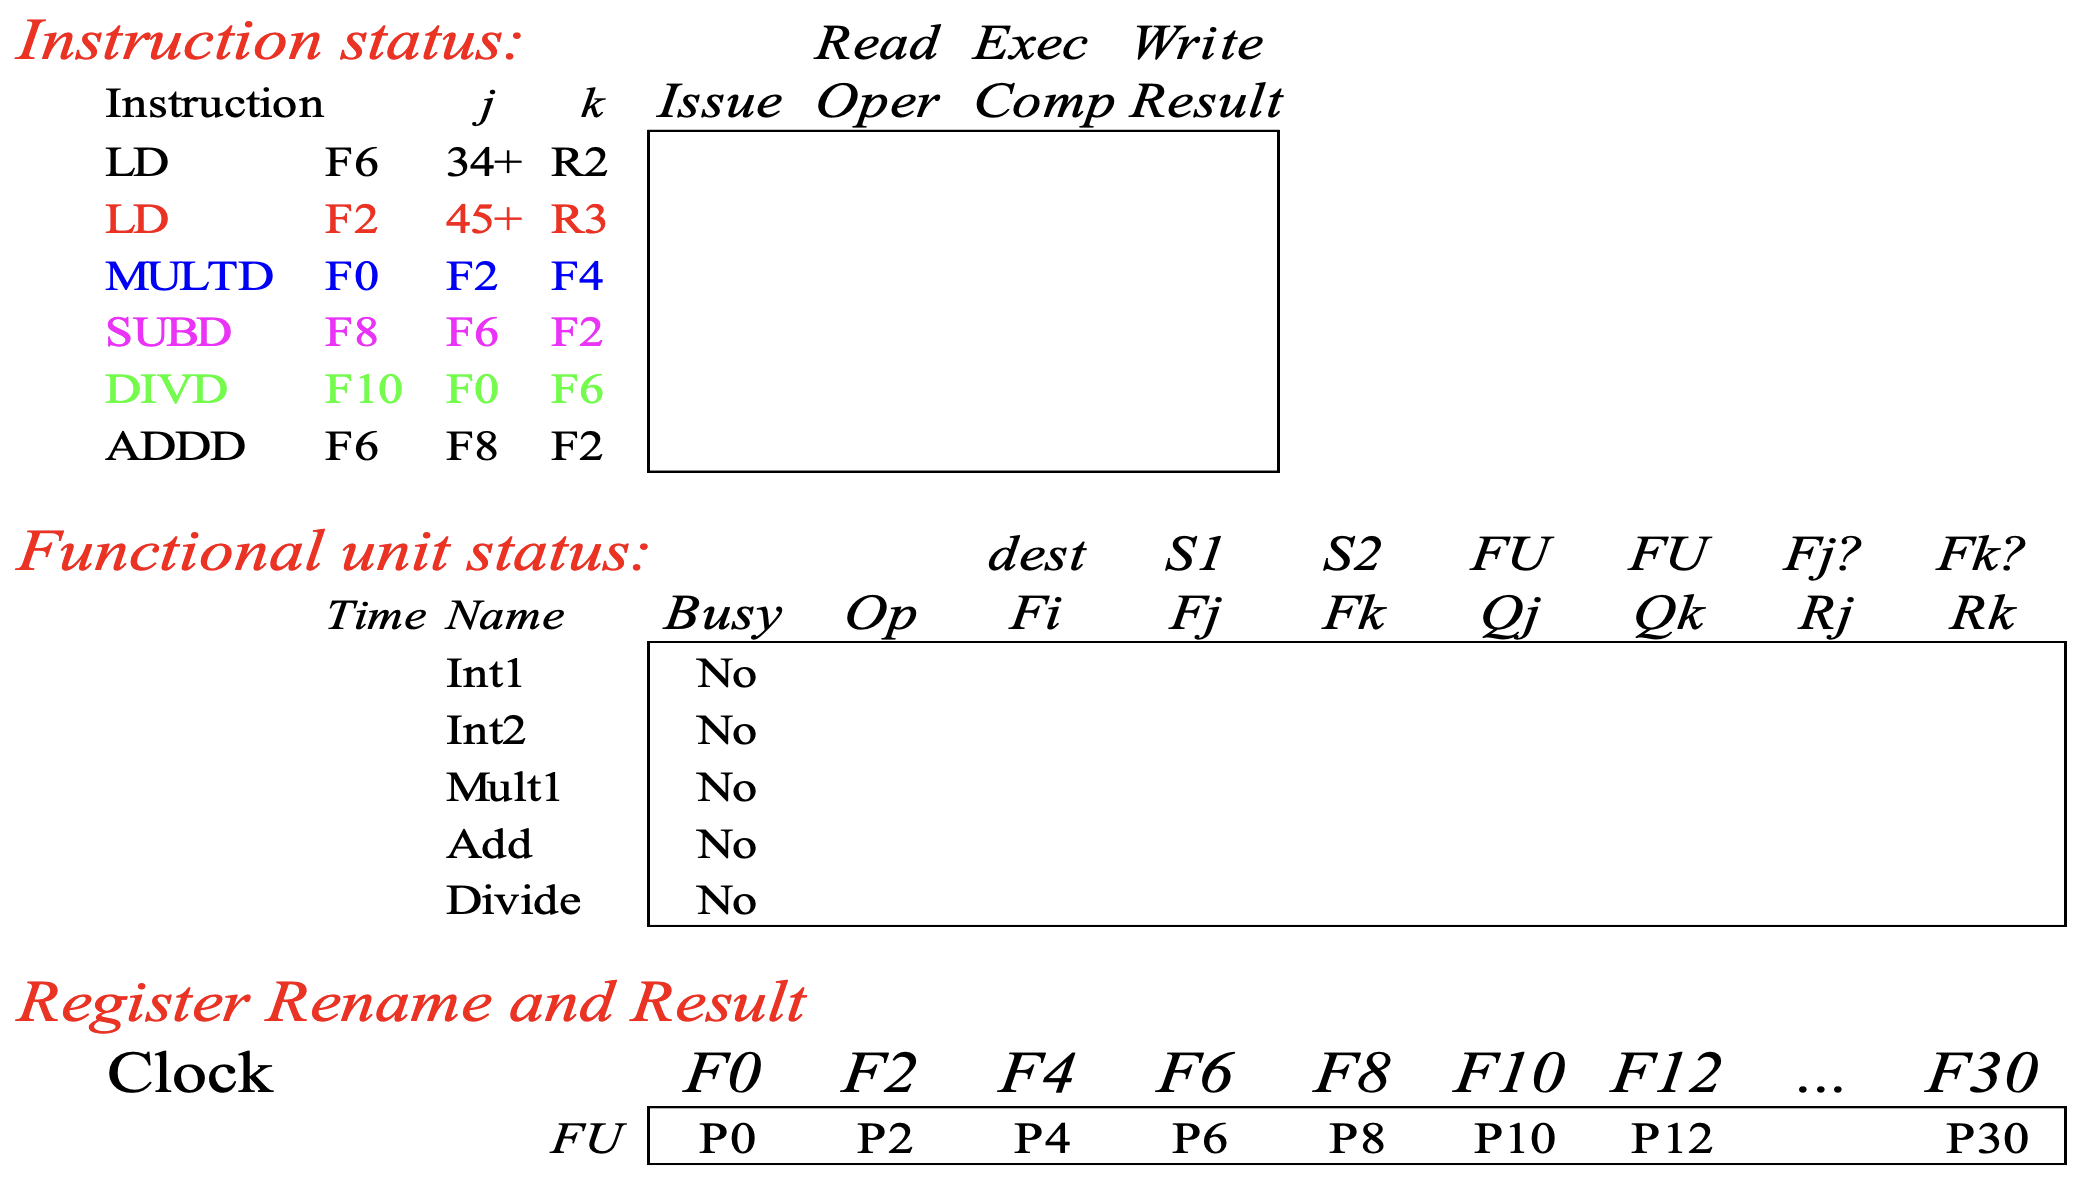 Instruction status: Read Exec Write
Instruction j k Issue Oper Comp Result
LD F6 34+ R2
LD F2 45+ R3
MULTD F0 F2 F4
SUBD F8 F6 F2
DIVD F10 F0 F6
ADDD F6 F8 F2
Functional unit status: dest S1 S2 FU FU Fj? Fk?
Time Name Busy Op Fi Fj Fk Qj Qk Rj Rk
Int1 No
Int2 No
Mult1 No
Add No
Divide No
Register Rename and Result
Clock F0 F2 F4 F6 F8 F10 F12 ... F30
FU P0 P2 P4 P6 P8 P10 P12 P30